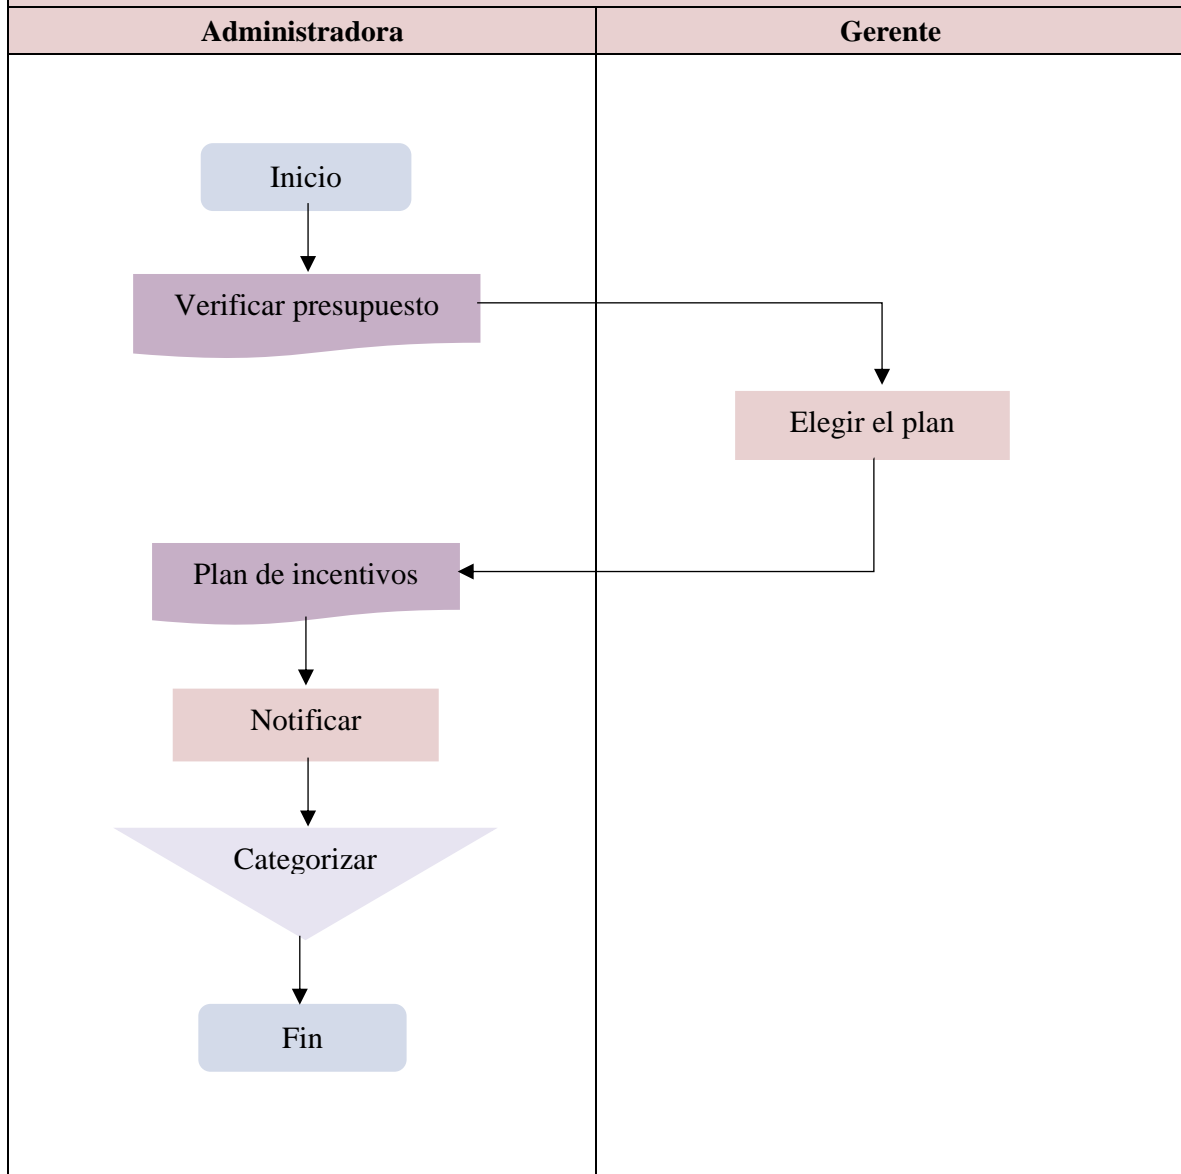 Administradora
Gerente
Inicio
Verificar presupuesto
Elegir el plan
Plan de incentivos
Notificar
Categorizar
Fin